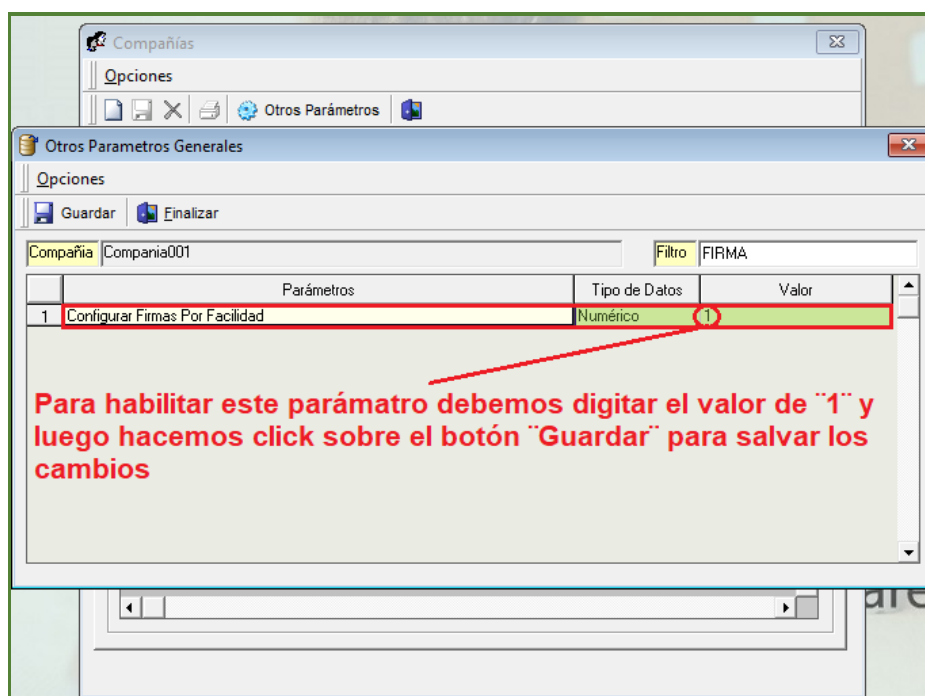 Compañías
Opciones
Otros Parámetros
Otros Parametros Generales
Opciones
Guardar Finalizar
Compañia Compania001 Filtro FIRMA
Parámetros Tipo de Datos Valor
1 Configurar Firmas Por Facilidad Numérico 1
Para habilitar este parámatro debemos digitar el valor de ¨1¨ y
luego hacemos click sobre el botón ¨Guardar¨ para salvar los
cambios